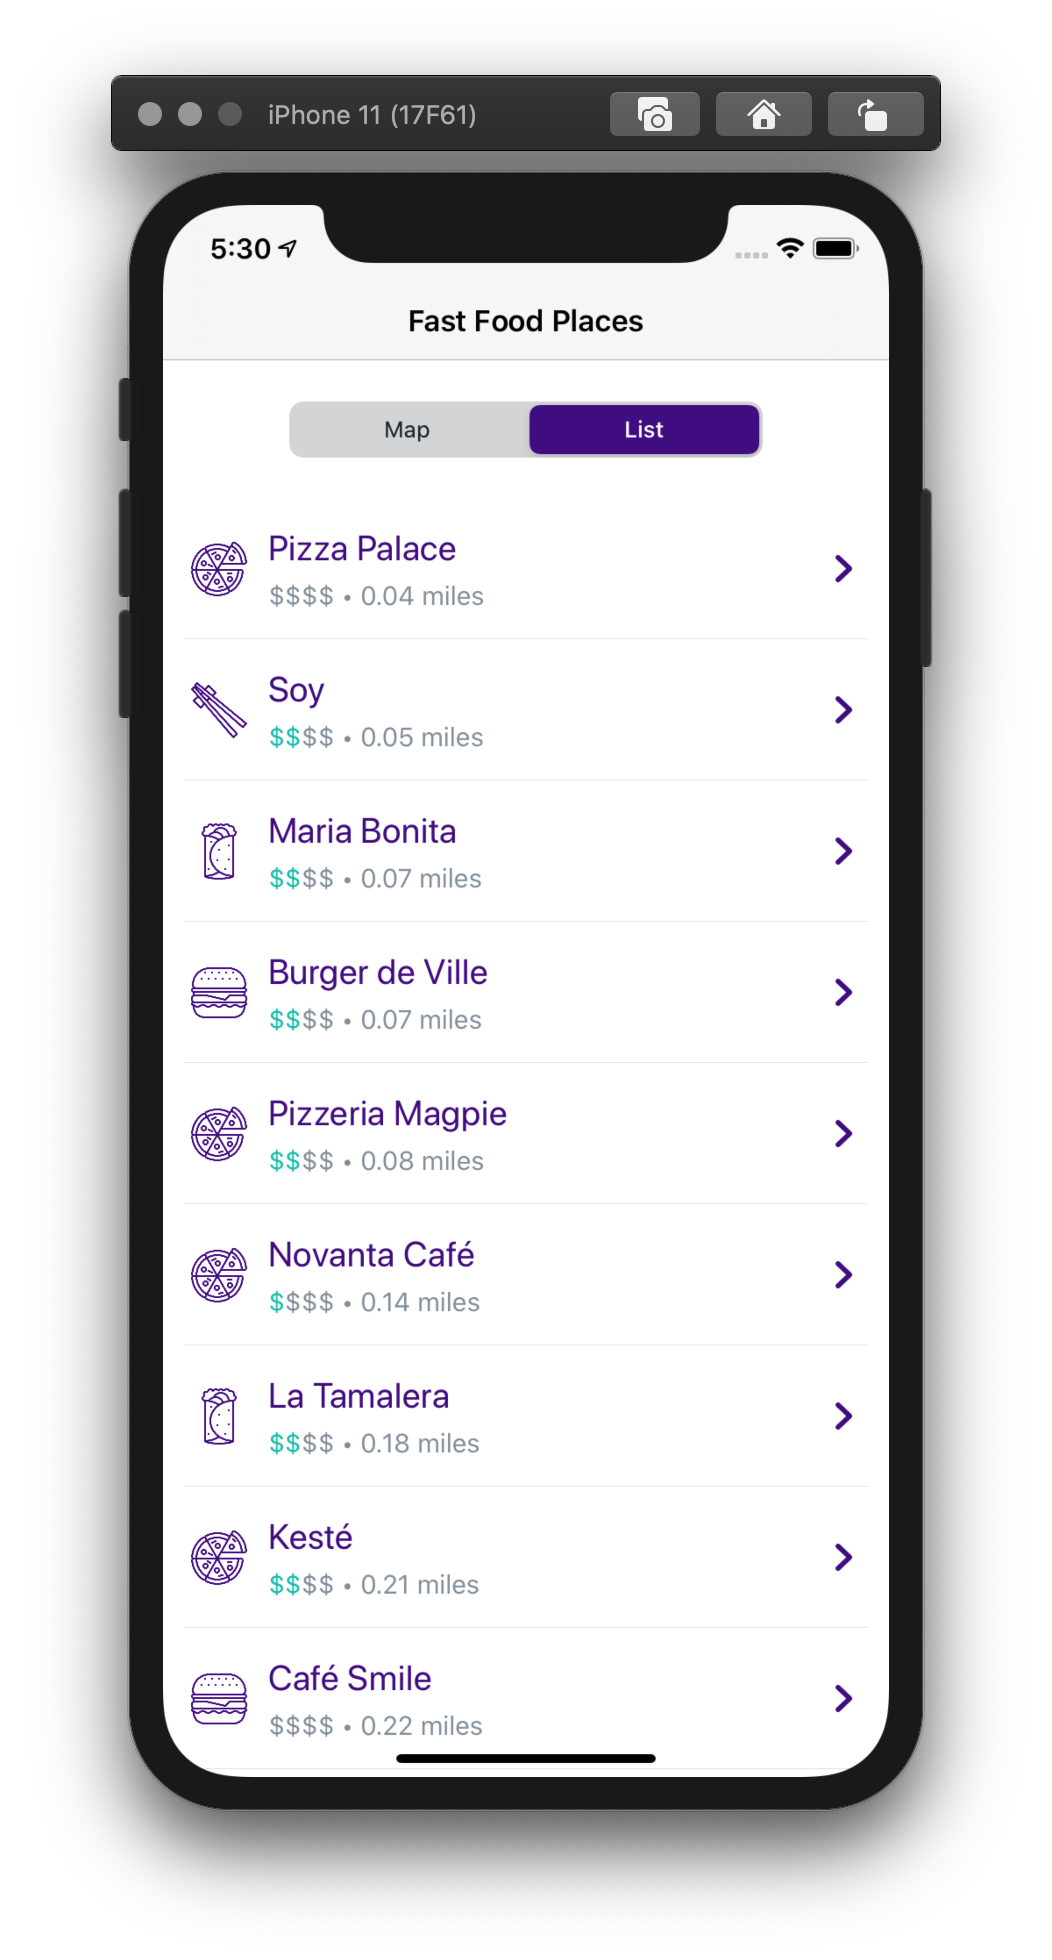 iPhone 11 (17F61)
5:30
Fast Food Places
Map List
Pizza Palace
$$$$ • 0.04 miles
Soy
$$$$ • 0.05 miles
Maria Bonita
$$$$ • 0.07 miles
Burger de Ville
$$$$ • 0.07 miles
Pizzeria Magpie
$$$$ • 0.08 miles
Novanta Café
$$$$ • 0.14 miles
La Tamalera
$$$$ • 0.18 miles
Kesté
$$$$ • 0.21 miles
Café Smile
$$$$ • 0.22 miles